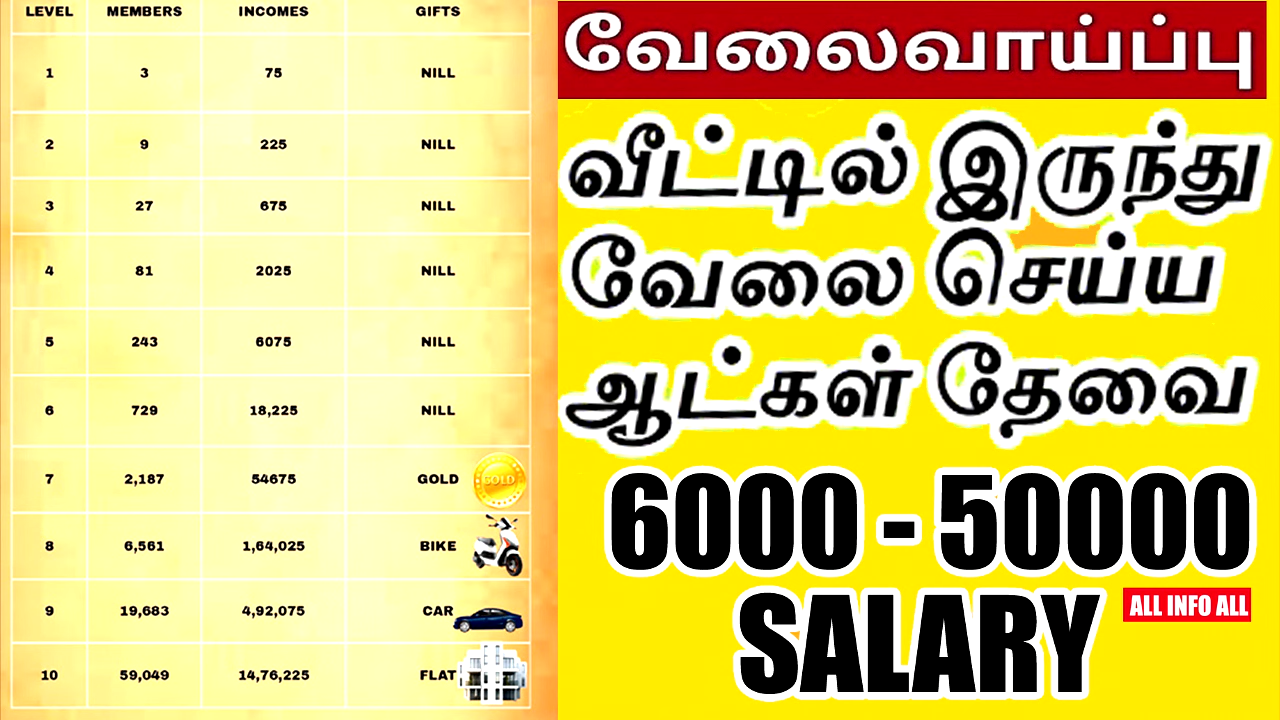 LEVEL MEMBERS INCOMES GIFTS
1 3 75 NILL
2 9 225 NILL
3 27 675 NILL
4 81 2025 NILL
5 243 6075 NILL
6 729 18,225 NILL
7 2,187 54675 GOLD GOLD
8 6,561 1,64,025 BIKE
9 19,683 4,92,075 CAR
10 59,049 14,76,225 FLAT
வேலைவாய்ப்பு
வீட்டில் இருந்து
வேலை செய்ய
ஆட்கள் தேவை
6000 - 50000
SALARY
ALL INFO ALL